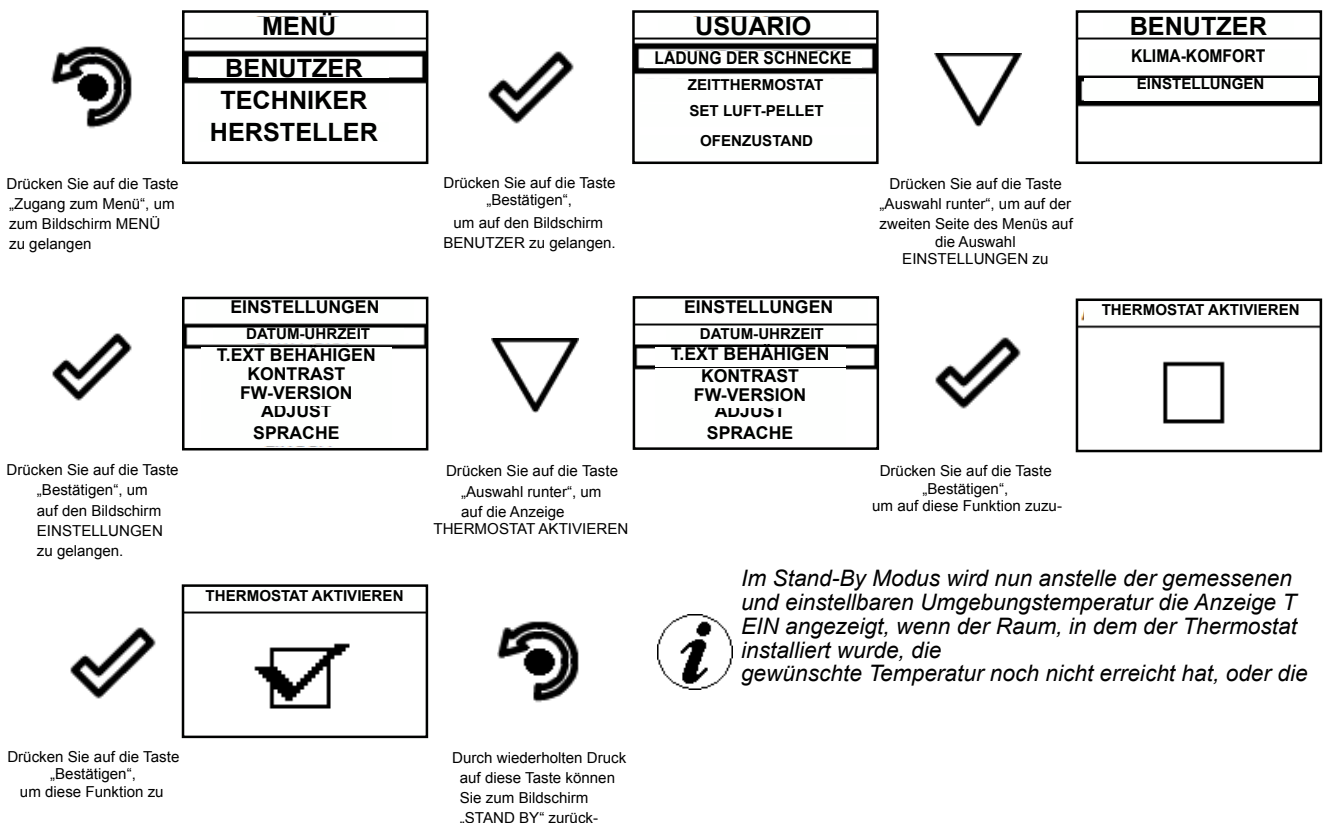 MENÜ
BENUTZER
TECHNIKER
HERSTELLER
USUARIO
LADUNG DER SCHNECKE
ZEITTHERMOSTAT
SET LUFT-PELLET
OFENZUSTAND
BENUTZER
KLIMA-KOMFORT
EINSTELLUNGEN
Drücken Sie auf die Taste
„Zugang zum Menü“, um
zum Bildschirm MENÜ
zu gelangen
Drücken Sie auf die Taste
„Bestätigen“,
um auf den Bildschirm
BENUTZER zu gelangen.
Drücken Sie auf die Taste
„Auswahl runter“, um auf der
zweiten Seite des Menüs auf
die Auswahl
EINSTELLUNGEN zu
EINSTELLUNGEN
DATUM-UHRZEIT
T.EXT BEHÄHIGEN
KONTRAST
FW-VERSION
ADJUST
SPRACHE
EINSTELLUNGEN
DATUM-UHRZEIT
T.EXT BEHÄHIGEN
KONTRAST
FW-VERSION
ADJUST
SPRACHE
THERMOSTAT AKTIVIEREN
Drücken Sie auf die Taste
„Bestätigen“, um
auf den Bildschirm
EINSTELLUNGEN
zu gelangen.
Drücken Sie auf die Taste
„Auswahl runter“, um
auf die Anzeige
THERMOSTAT AKTIVIEREN
Drücken Sie auf die Taste
„Bestätigen“,
um auf diese Funktion zuzu-
THERMOSTAT AKTIVIEREN
Im Stand-By Modus wird nun anstelle der gemessenen
und einstellbaren Umgebungstemperatur die Anzeige T
EIN angezeigt, wenn der Raum, in dem der Thermostat
installiert wurde, die
gewünschte Temperatur noch nicht erreicht hat, oder die
Drücken Sie auf die Taste
„Bestätigen“,
um diese Funktion zu
Durch wiederholten Druck
auf diese Taste können
Sie zum Bildschirm
„STAND BY“ zurück-